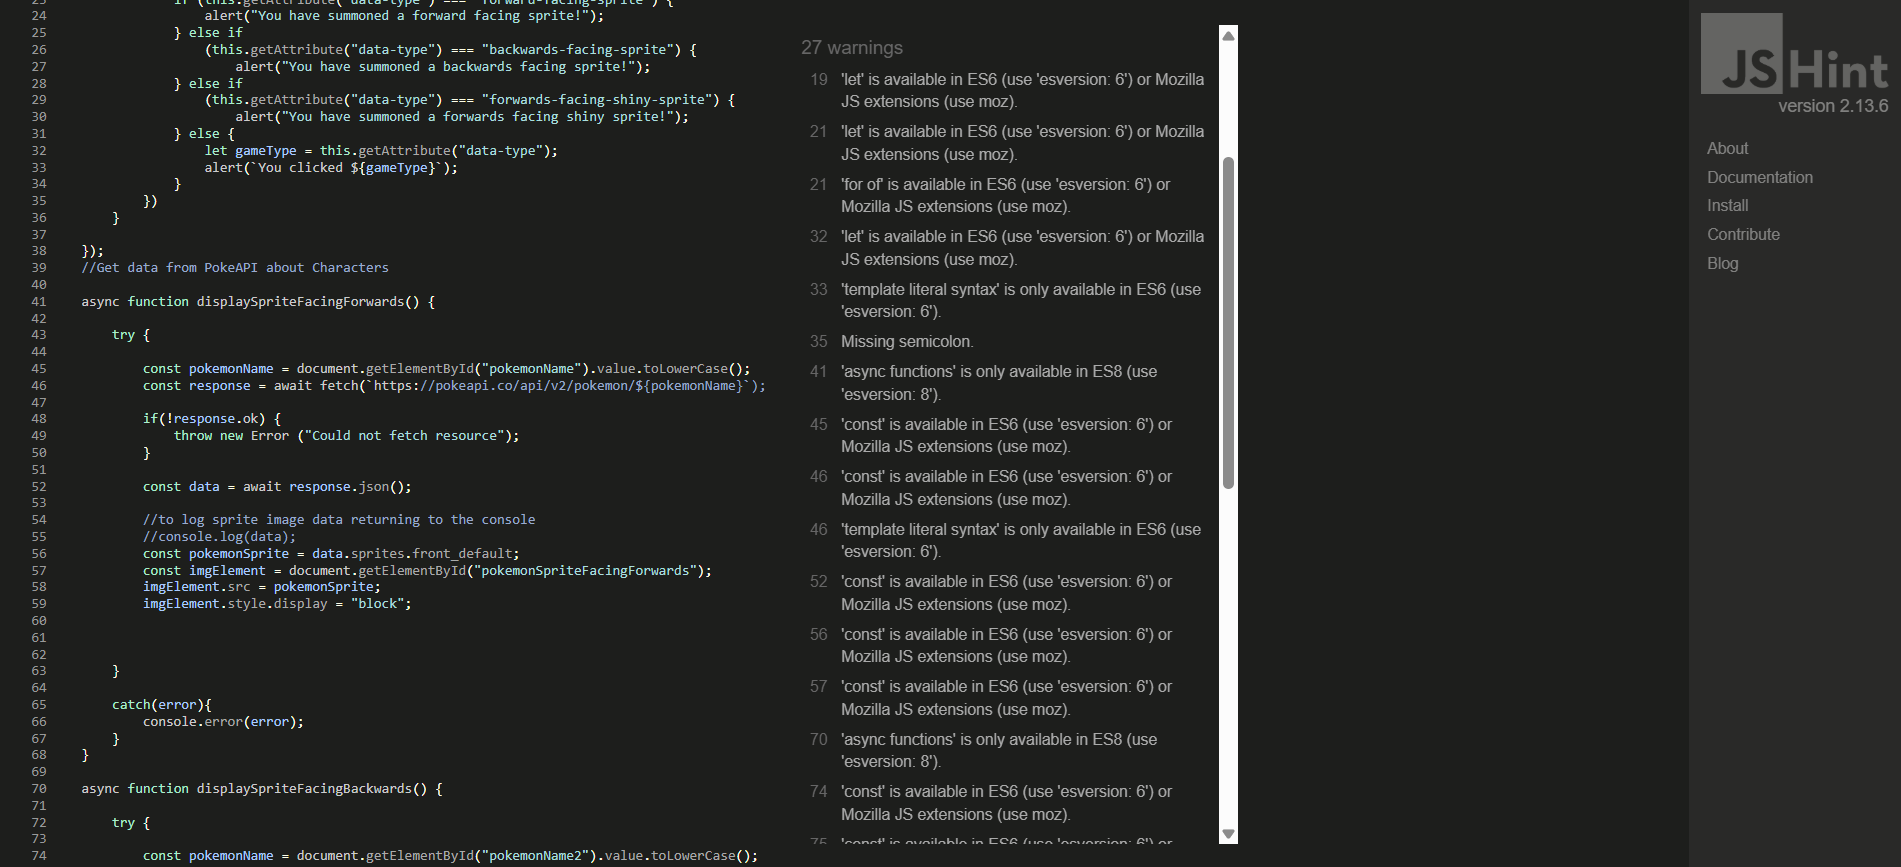 23 if (this.getAttribute("data-type") === "forward-facing-sprite") {
24 alert("You have summoned a forward facing sprite!");
25 } else if
26 (this.getAttribute("data-type") === "backwards-facing-sprite") {
27 alert("You have summoned a backwards facing sprite!");
28 } else if
29 (this.getAttribute("data-type") === "forwards-facing-shiny-sprite") {
30 alert("You have summoned a forwards facing shiny sprite!");
31 } else {
32 let gameType = this.getAttribute("data-type");
33 alert(`You clicked ${gameType}`);
34 }
35 })
36 }
37
38 });
39 //Get data from PokeAPI about Characters
40
41 async function displaySpriteFacingForwards() {
42
43 try {
44
45 const pokemonName = document.getElementById("pokemonName").value.toLowerCase();
46 const response = await fetch(`https://pokeapi.co/api/v2/pokemon/${pokemonName}`);
47
48 if(!response.ok) {
49 throw new Error ("Could not fetch resource");
50 }
51
52 const data = await response.json();
53
54 //to log sprite image data returning to the console
55 //console.log(data);
56 const pokemonSprite = data.sprites.front_default;
57 const imgElement = document.getElementById("pokemonSpriteFacingForwards");
58 imgElement.src = pokemonSprite;
59 imgElement.style.display = "block";
60
61
62
63 }
64
65 catch(error){
66 console.error(error);
67 }
68 }
69
70 async function displaySpriteFacingBackwards() {
71
72 try {
73
74 const pokemonName = document.getElementById("pokemonName2").value.toLowerCase();
27 warnings
19 'let' is available in ES6 (use 'esversion: 6') or Mozilla
JS extensions (use moz).
21 'let' is available in ES6 (use 'esversion: 6') or Mozilla
JS extensions (use moz).
21 'for of' is available in ES6 (use 'esversion: 6') or
Mozilla JS extensions (use moz).
32 'let' is available in ES6 (use 'esversion: 6') or Mozilla
JS extensions (use moz).
33 'template literal syntax' is only available in ES6 (use
'esversion: 6').
35 Missing semicolon.
41 'async functions' is only available in ES8 (use
'esversion: 8').
45 'const' is available in ES6 (use 'esversion: 6') or
Mozilla JS extensions (use moz).
46 'const' is available in ES6 (use 'esversion: 6') or
Mozilla JS extensions (use moz).
46 'template literal syntax' is only available in ES6 (use
'esversion: 6').
52 'const' is available in ES6 (use 'esversion: 6') or
Mozilla JS extensions (use moz).
56 'const' is available in ES6 (use 'esversion: 6') or
Mozilla JS extensions (use moz).
57 'const' is available in ES6 (use 'esversion: 6') or
Mozilla JS extensions (use moz).
70 'async functions' is only available in ES8 (use
'esversion: 8').
74 'const' is available in ES6 (use 'esversion: 6') or
Mozilla JS extensions (use moz).
75 'const' is available in ES6 (use 'esversion: 6') or
JSHint
version 2.13.6
About
Documentation
Install
Contribute
Blog